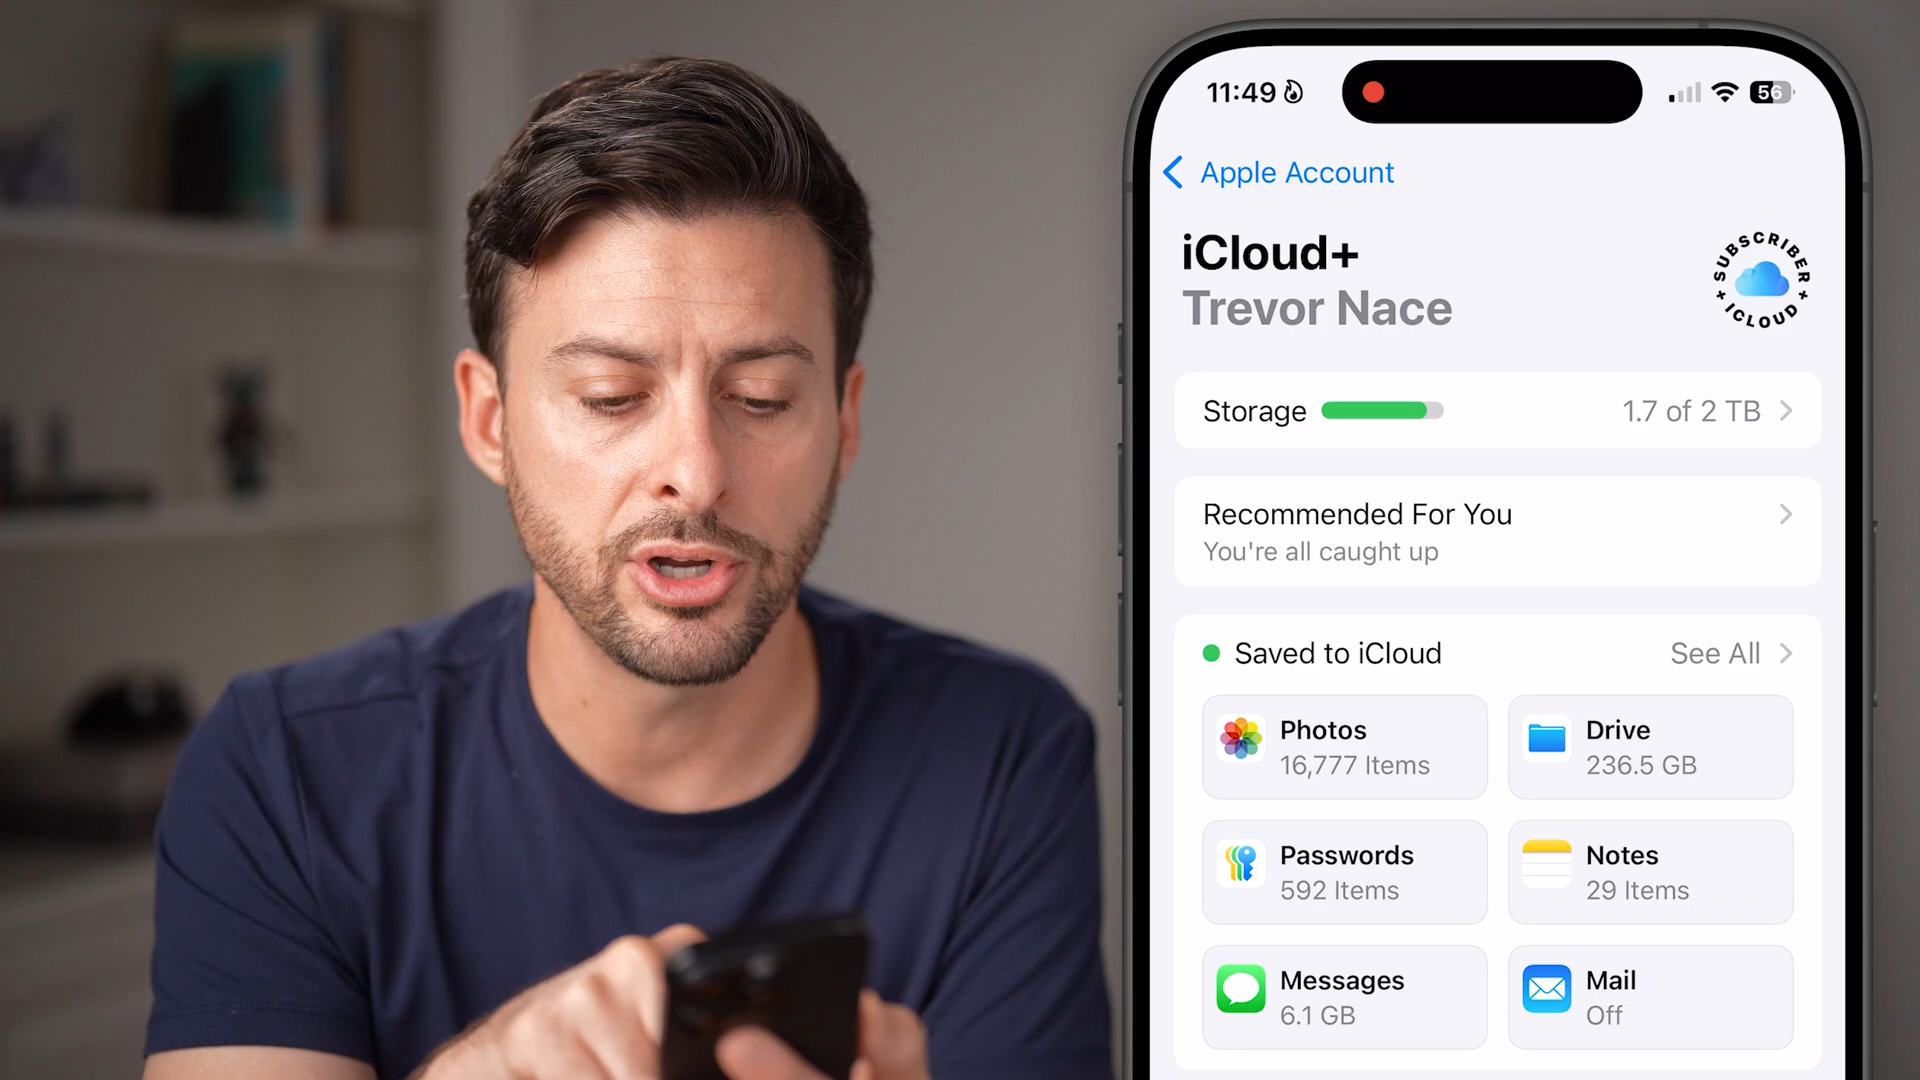 11:49
56
Apple Account
iCloud+
Trevor Nace
SUBSCRIBER
+ ICLOUD +
Storage 1.7 of 2 TB
Recommended For You
You're all caught up
Saved to iCloud See All
Photos
16,777 Items
Drive
236.5 GB
Passwords
592 Items
Notes
29 Items
Messages
6.1 GB
Mail
Off